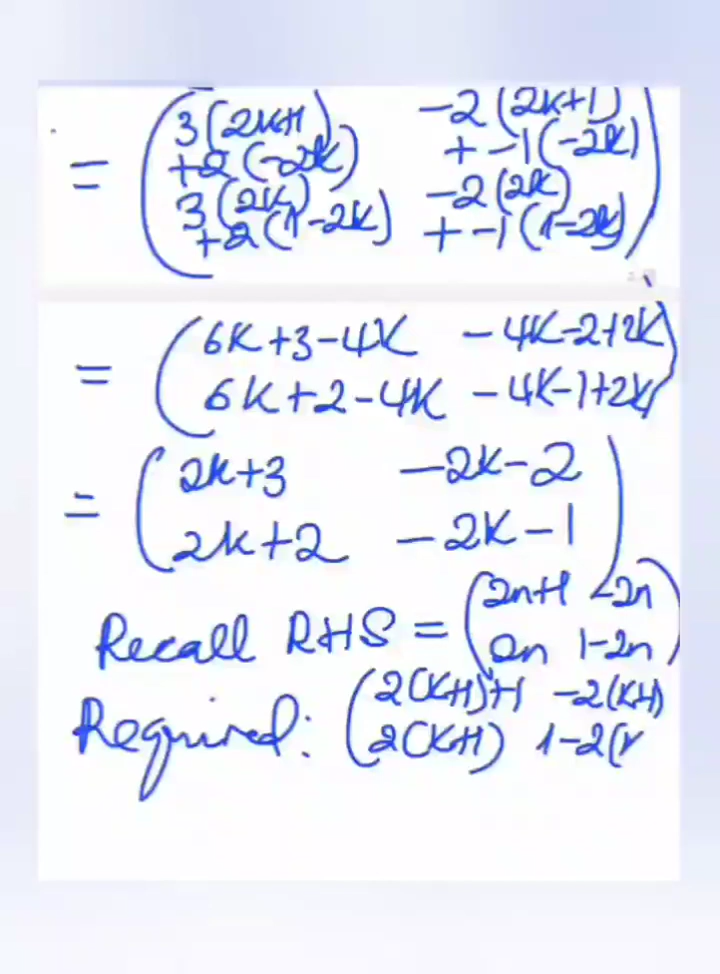 = ( 3(2k+1) -2(2k+1)
+2(-2k) + -1(-2k)
3(2k) -2(2k)
+2(1-2k) + -1(1-2k) )
= ( 6k+3-4k -4k-2+2k
6k+2-4k -4k-1+2k )
= ( 2k+3 -2k-2
2k+2 -2k-1 )
Recall RHS = ( 2n+1 -2n
2n 1-2n )
Required: ( 2(k+1)+1 -2(k+1)
2(k+1) 1-2(k